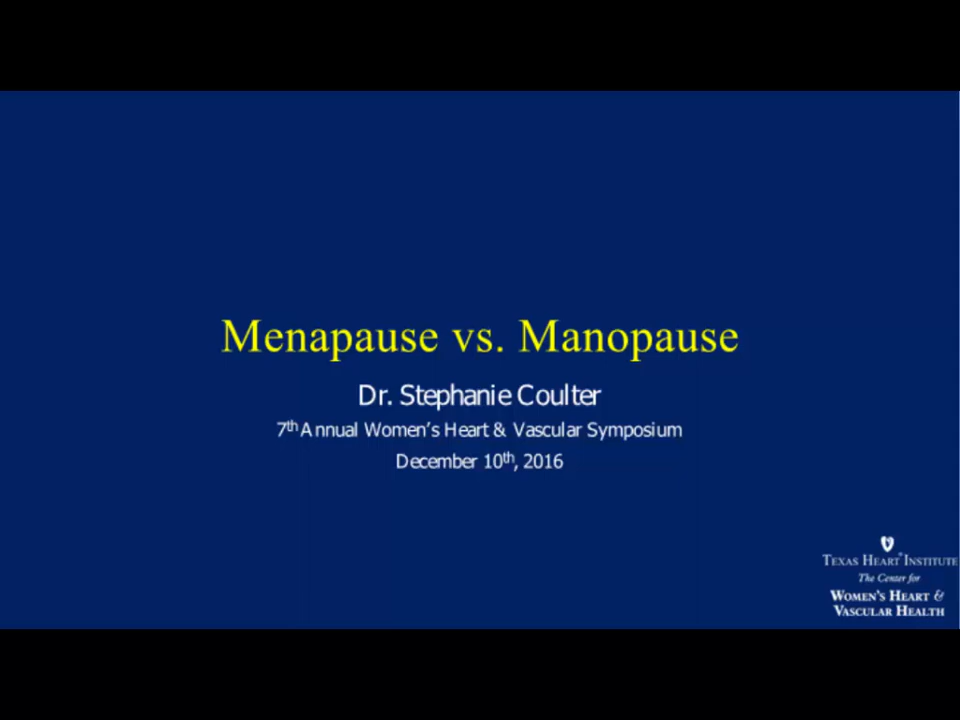 Menapause vs. Manopause
Dr. Stephanie Coulter
7th Annual Women's Heart & Vascular Symposium
December 10th, 2016
TEXAS HEART® INSTITUTE
The Center for
WOMEN'S HEART &
VASCULAR HEALTH